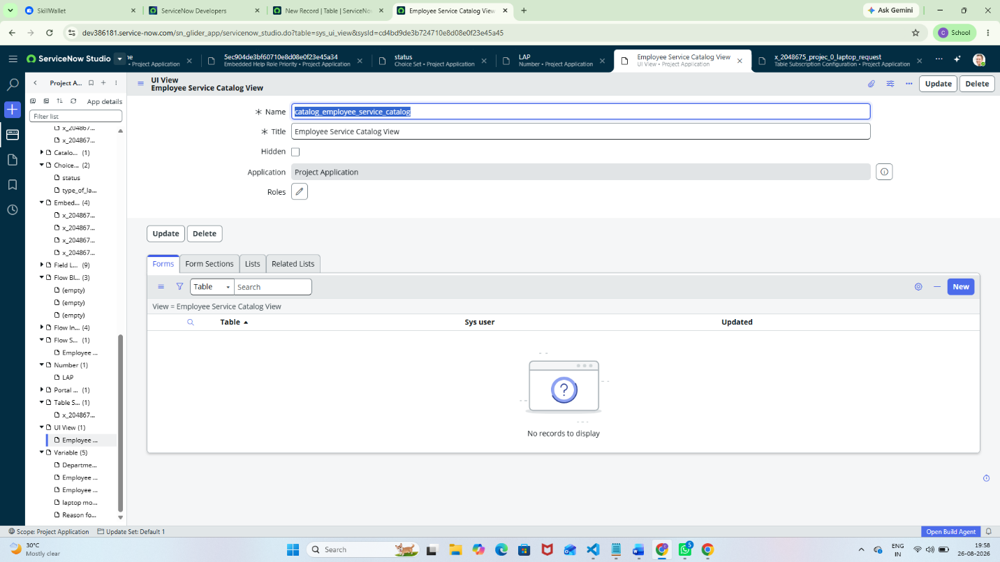 SkillWallet
ServiceNow Developers
New Record | Table | ServiceNo
Employee Service Catalog View
Ask Gemini
dev386181.service-now.com/sn_glider_app/servicenow_studio.do?table=sys_ui_view&sysId=cd4bd9de3b724710e8d08e0f23e45a45
C School
ServiceNow Studio
ne
• Project Application
5ec904de3bf60710e8d08e0f23e45a34
Embedded Help Role Priority • Project Application
status
Choice Set • Project Application
LAP
Number • Project Application
Employee Service Catalog View
UI View • Project Application
x_2048675_projec_0_laptop_request
Table Subscription Configuration • Project Application
Project A...
App details
Filter list
x_204867...
x_204867...
Catalo... (1)
Choice... (2)
status
type_of_la...
Embed... (4)
x_204867...
x_204867...
x_204867...
x_204867...
Field L... (9)
Flow Bl... (3)
(empty)
(empty)
(empty)
Flow In... (4)
Flow S... (1)
Employee ...
Number (1)
LAP
Portal ... (1)
Table S... (1)
x_204867...
UI View (1)
Employee ...
Variable (5)
Departme...
Employee ...
Employee ...
laptop mo...
Reason fo...
UI View
Employee Service Catalog View
Update
Delete
Name
catalog_employee_service_catalog
Title
Employee Service Catalog View
Hidden
Application
Project Application
Roles
Update
Delete
Forms
Form Sections
Lists
Related Lists
Table
Search
New
View = Employee Service Catalog View
Table
Sys user
Updated
No records to display
Scope: Project Application
Update Set: Default 1
Open Build Agent
30°C
Mostly clear
Search
5
ENG
IN
19:58
26-08-2026